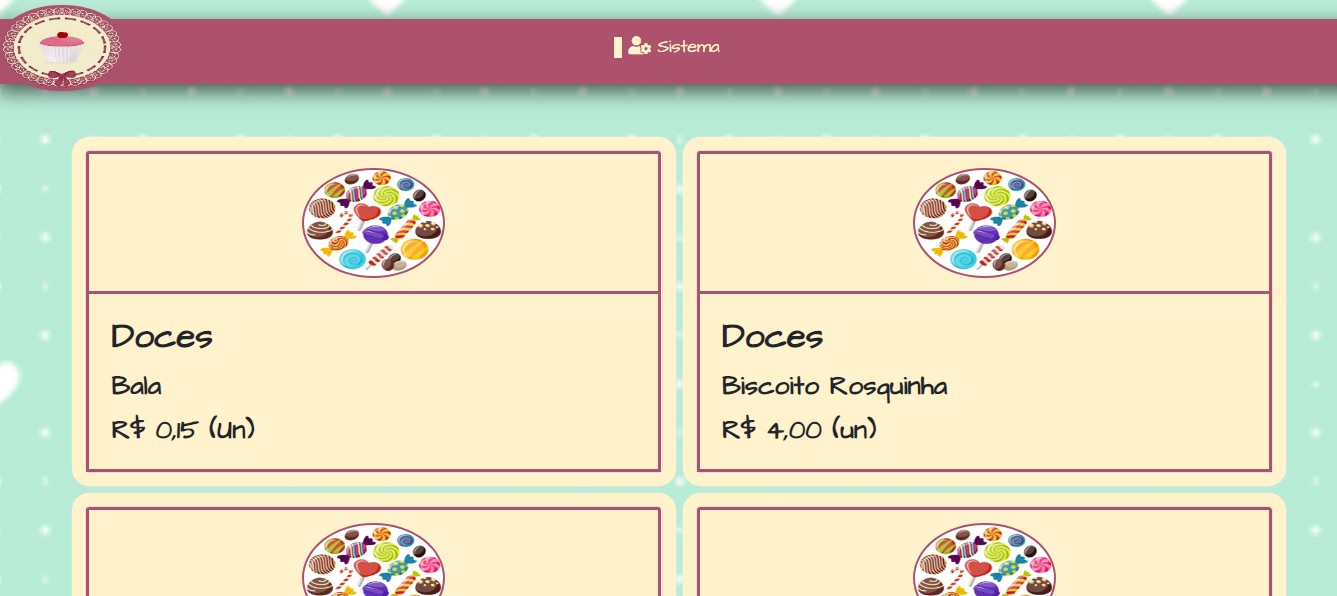 Sistema
Doces
Bala
R$ 0,15 (Un)
Doces
Biscoito Rosquinha
R$ 4,00 (un)